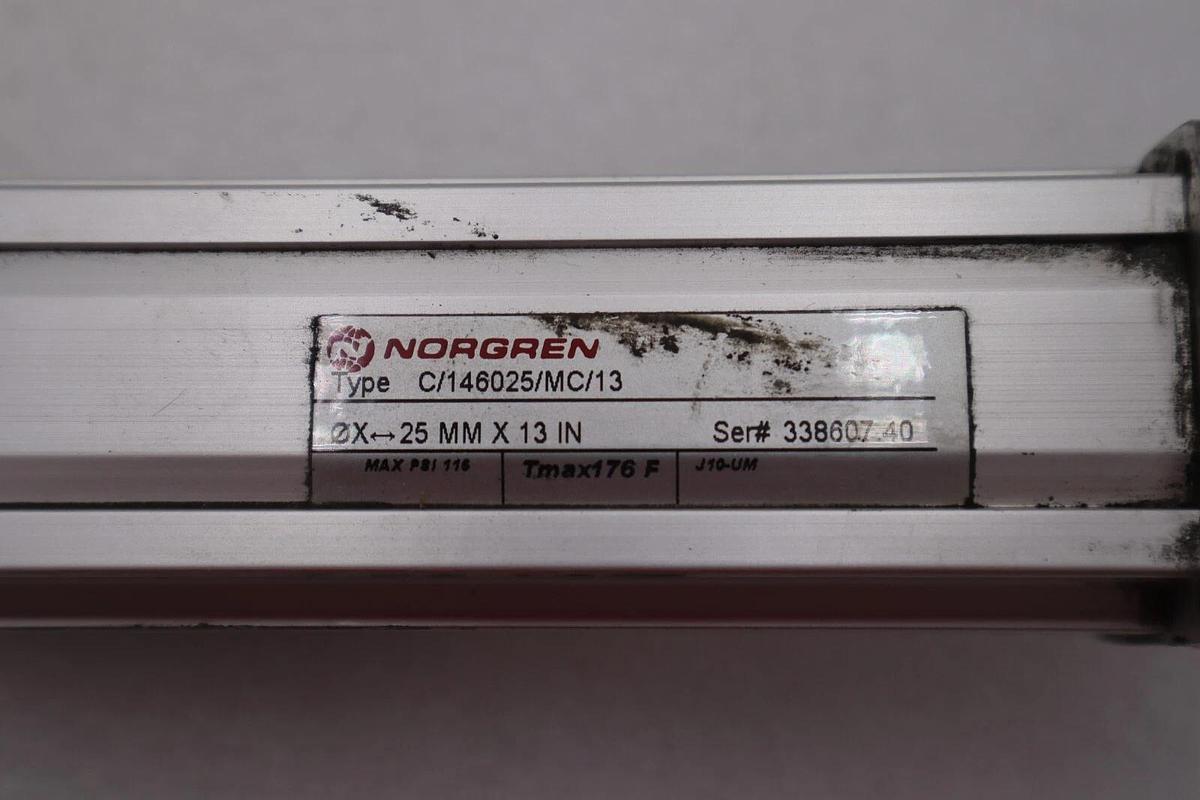 NORGREN
Type C/146025/MC/13
ØX↔25 MM X 13 IN Ser# 338607.40
MAX PSI 116 Tmax176 F J10-UM